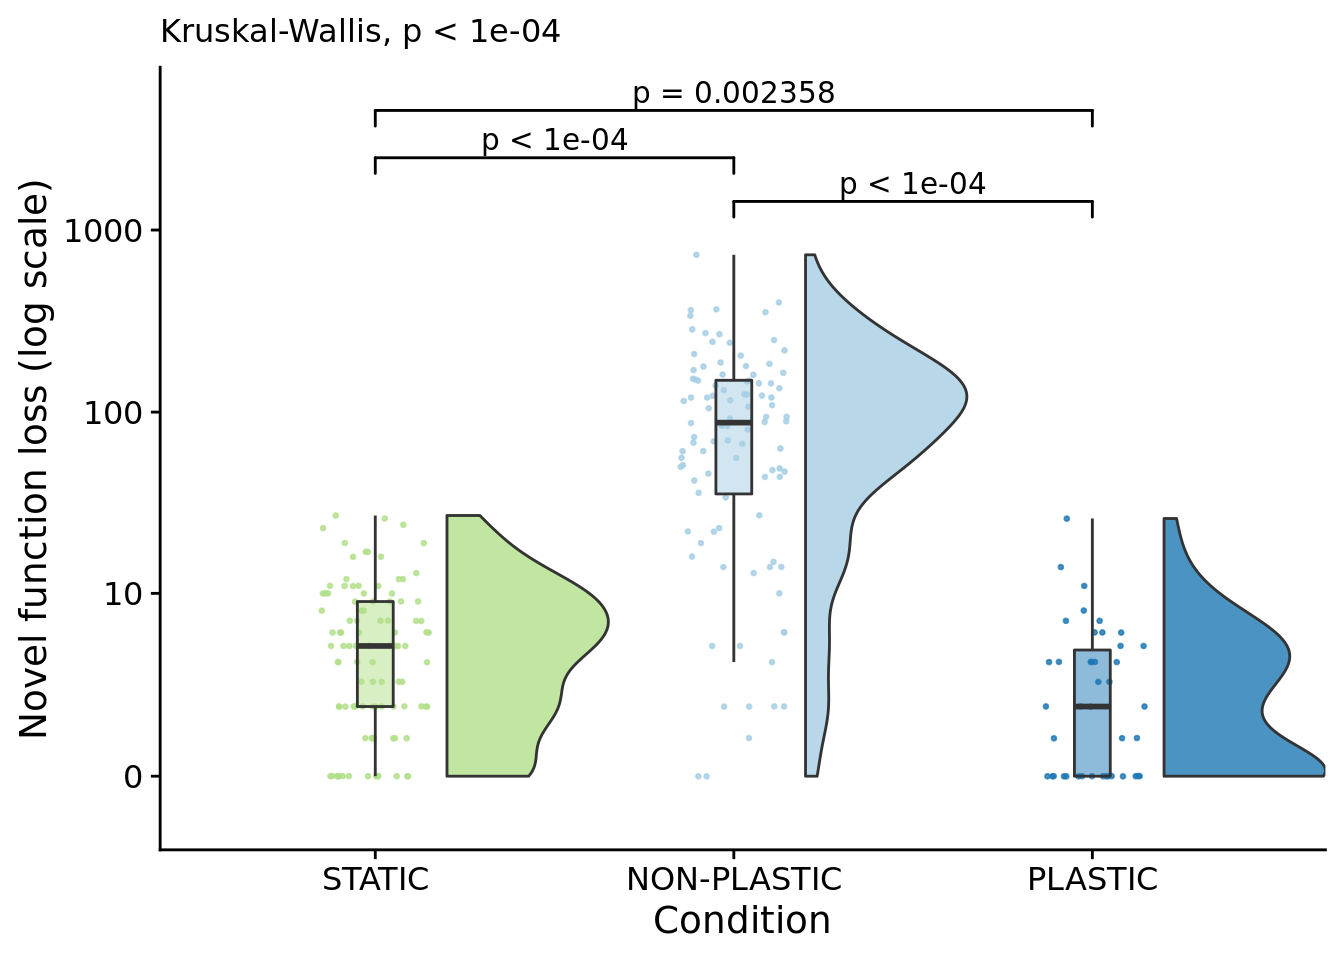 Kruskal-Wallis, p < 1e-04
p = 0.002358
p < 1e-04
p < 1e-04
Novel function loss (log scale)
1000
100
10
0
STATIC
NON-PLASTIC
PLASTIC
Condition